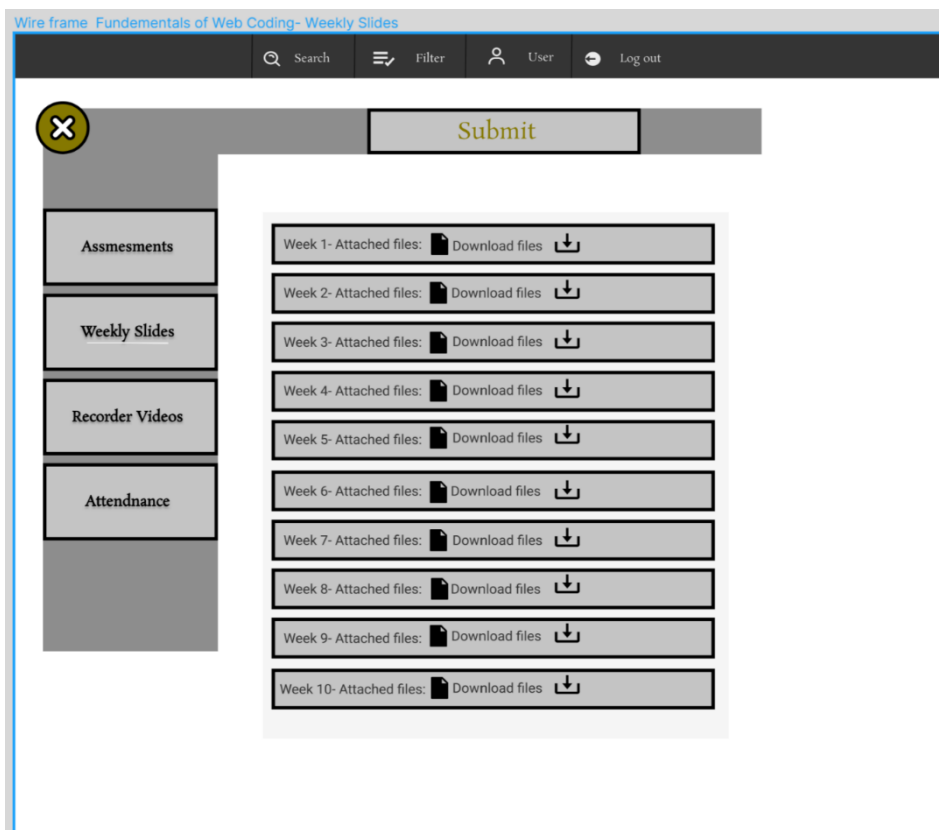 Wire frame Fundementals of Web Coding- Weekly Slides
Search Filter User Log out
Submit
Assmesments
Weekly Slides
Recorder Videos
Attendnance
Week 1- Attached files: Download files
Week 2- Attached files: Download files
Week 3- Attached files: Download files
Week 4- Attached files: Download files
Week 5- Attached files: Download files
Week 6- Attached files: Download files
Week 7- Attached files: Download files
Week 8- Attached files: Download files
Week 9- Attached files: Download files
Week 10- Attached files: Download files